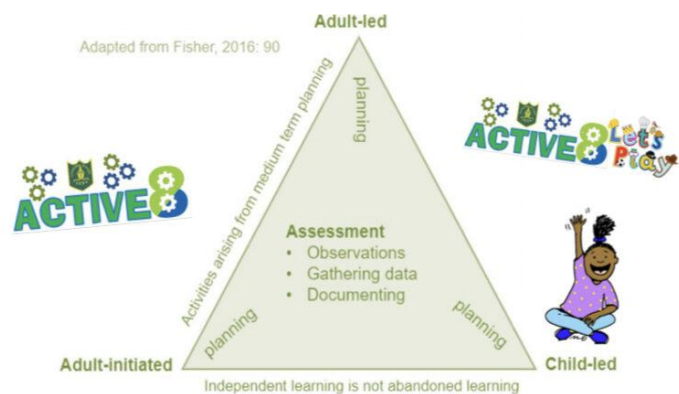 Adult-led
Adapted from Fisher, 2016: 90
Activities arising from medium term planning
planning
ACTIVE8
ACTIVE8
Let's
Play
Assessment
• Observations
• Gathering data
• Documenting
planning
planning
Adult-initiated
Child-led
Independent learning is not abandoned learning